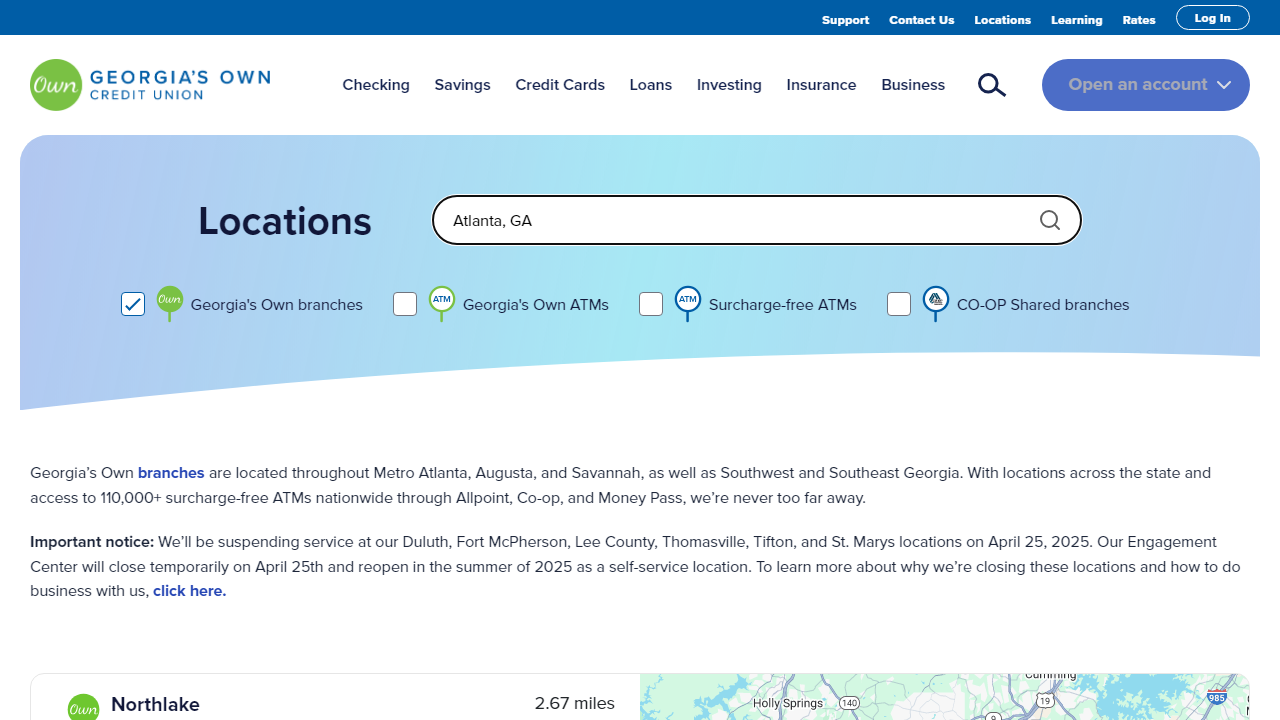 Support Contact Us Locations Learning Rates Log In
Own GEORGIA'S OWN
CREDIT UNION
Checking Savings Credit Cards Loans Investing Insurance Business Open an account
Locations
Atlanta, GA
Own Georgia's Own branches ATM Georgia's Own ATMs ATM Surcharge-free ATMs CO-OP Shared branches
Georgia’s Own branches are located throughout Metro Atlanta, Augusta, and Savannah, as well as Southwest and Southeast Georgia. With locations across the state and
access to 110,000+ surcharge-free ATMs nationwide through Allpoint, Co-op, and Money Pass, we’re never too far away.
Important notice: We’ll be suspending service at our Duluth, Fort McPherson, Lee County, Thomasville, Tifton, and St. Marys locations on April 25, 2025. Our Engagement
Center will close temporarily on April 25th and reopen in the summer of 2025 as a self-service location. To learn more about why we’re closing these locations and how to do
business with us, click here.
Own Northlake 2.67 miles
Cumming
Holly Springs 140 19 985
9